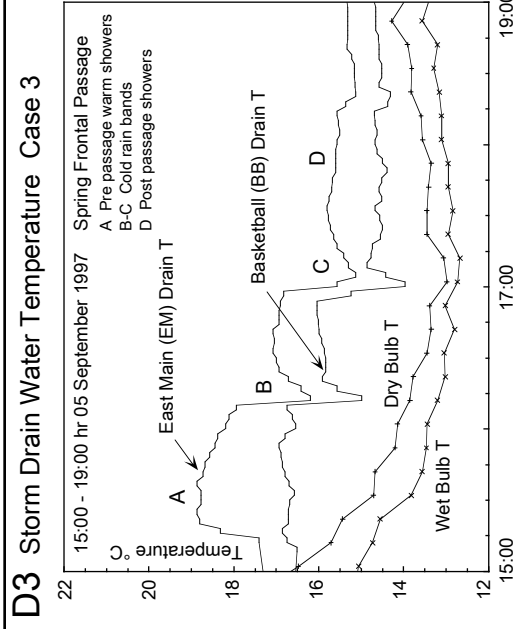 D3 Storm Drain Water Temperature Case 3
15:00 - 19:00 hr 05 September 1997 Spring Frontal Passage
A Pre passage warm showers
B-C Cold rain bands
D Post passage showers
East Main (EM) Drain T
Basketball (BB) Drain T
A
B
C
D
Dry Bulb T
Wet Bulb T
Temperature °C
22
20
18
16
14
12
15:00
17:00
19:00